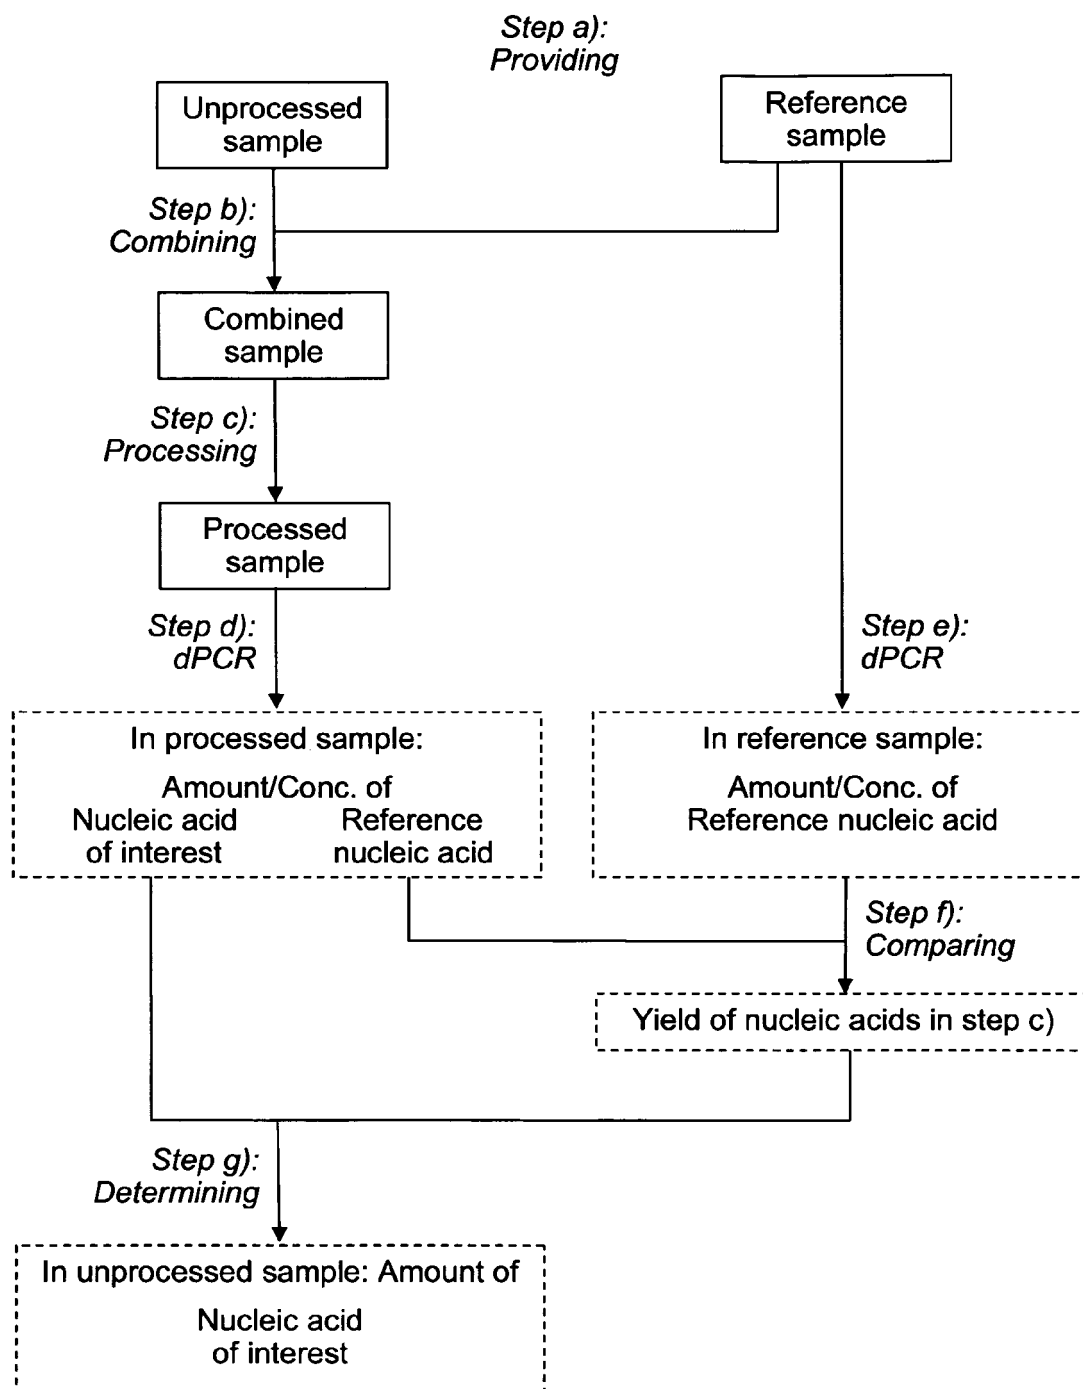 Step a):
Providing
Unprocessed
sample
Reference
sample
Step b):
Combining
Combined
sample
Step c):
Processing
Processed
sample
Step d):
dPCR
Step e):
dPCR
In processed sample:
Amount/Conc. of
Nucleic acid
of interest
Reference
nucleic acid
In reference sample:
Amount/Conc. of
Reference nucleic acid
Step f):
Comparing
Yield of nucleic acids in step c)
Step g):
Determining
In unprocessed sample: Amount of
Nucleic acid
of interest